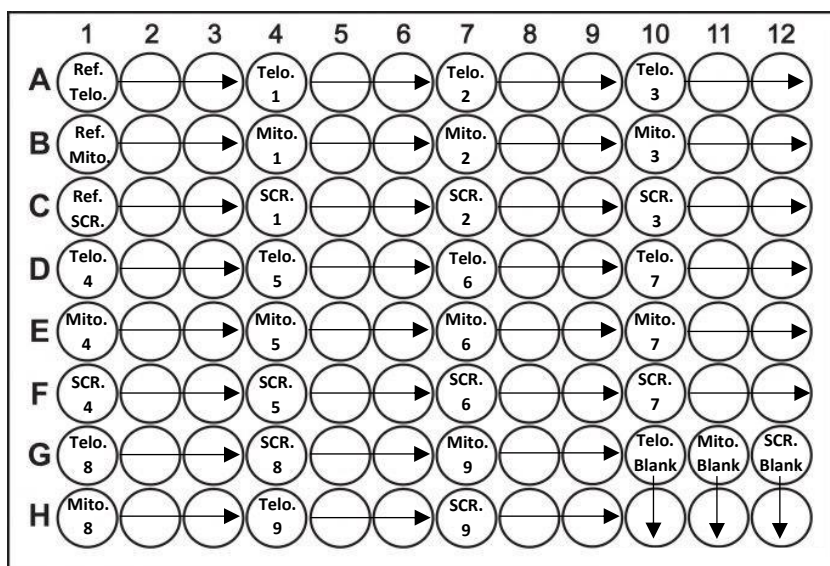 1 2 3 4 5 6 7 8 9 10 11 12
A Ref. Telo. Telo. Telo.
Telo. 1 2 3
B Ref. Mito. Mito. Mito.
Mito. 1 2 3
C Ref. SCR. SCR. SCR.
SCR. 1 2 3
D Telo. Telo. Telo. Telo.
4 5 6 7
E Mito. Mito. Mito. Mito.
4 5 6 7
F SCR. SCR. SCR. SCR.
4 5 6 7
G Telo. SCR. Mito. Telo. Mito. SCR.
8 8 9 Blank Blank Blank
H Mito. Telo. SCR.
8 9 9